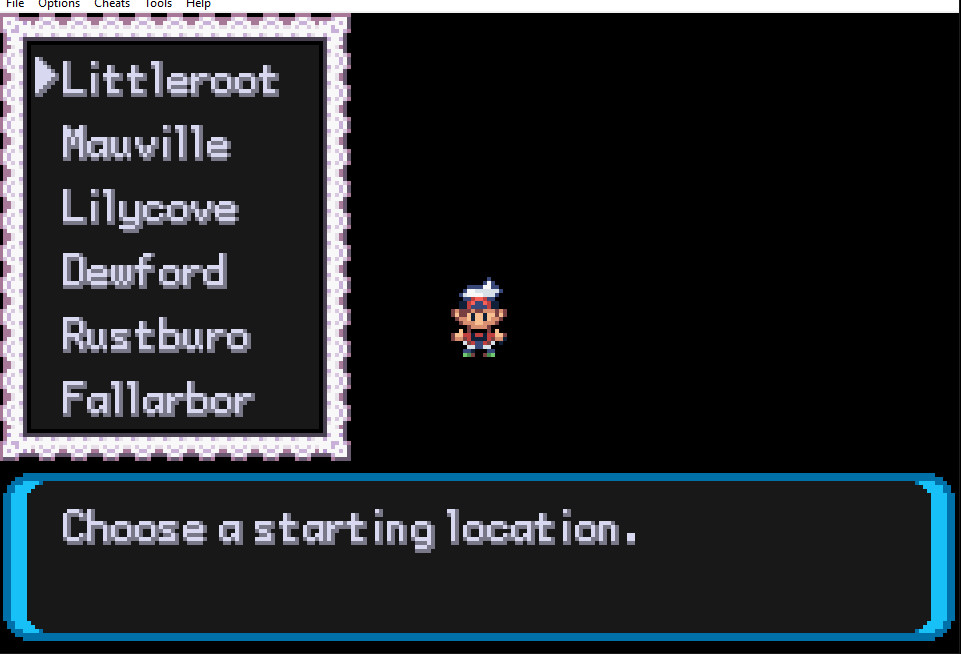 File Options Cheats Tools Help
Littleroot
Mauville
Lilycove
Dewford
Rustburo
Fallarbor
Choose a starting location.